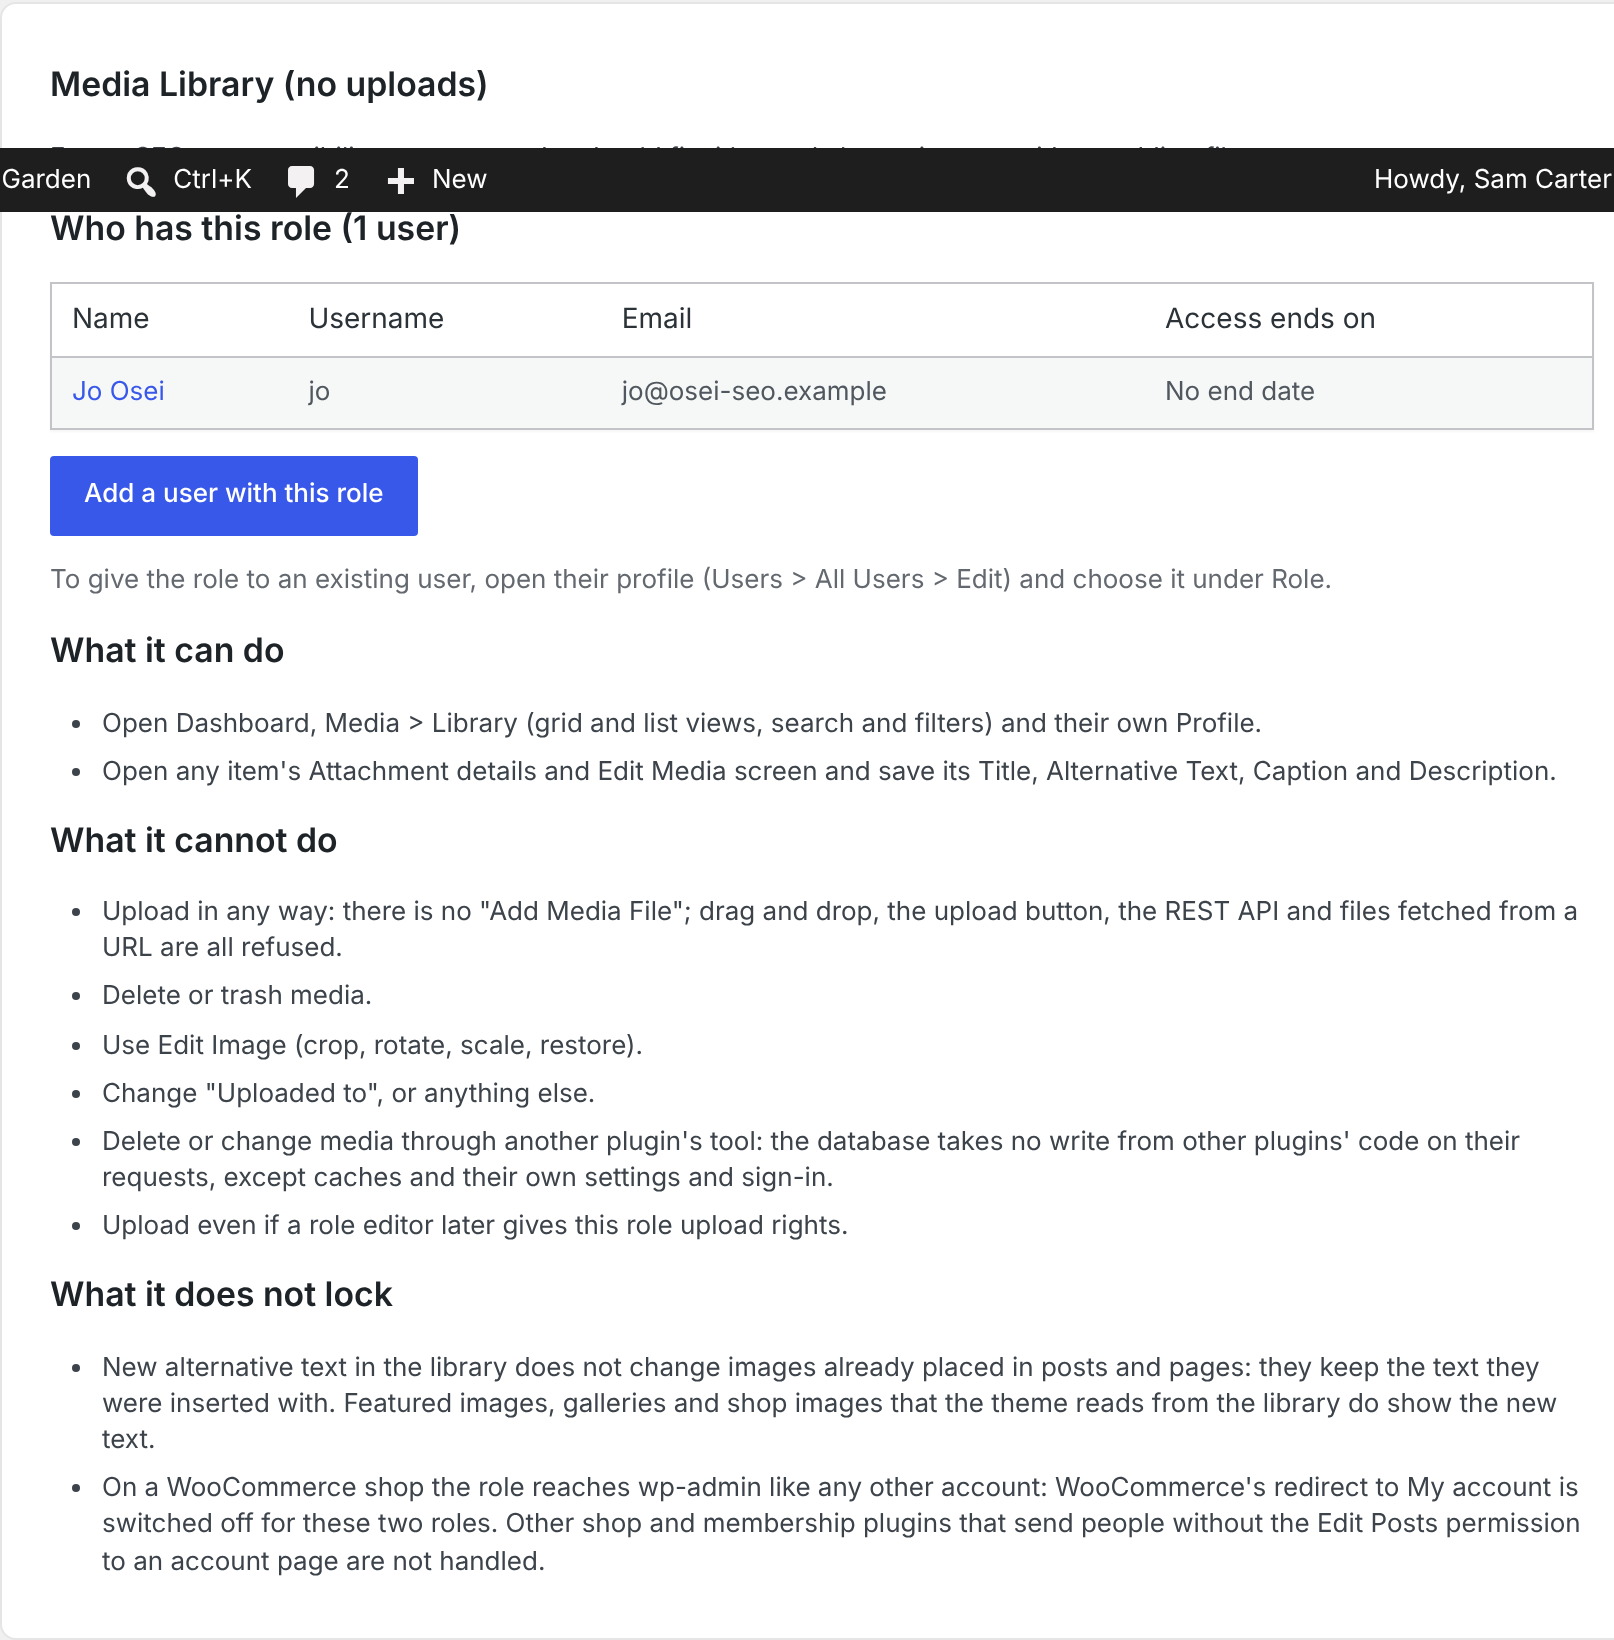 Media Library (no uploads)
Garden Ctrl+K 2 New Howdy, Sam Carter
Who has this role (1 user)
Name Username Email Access ends on
Jo Osei jo jo@osei-seo.example No end date
Add a user with this role
To give the role to an existing user, open their profile (Users > All Users > Edit) and choose it under Role.
What it can do
• Open Dashboard, Media > Library (grid and list views, search and filters) and their own Profile.
• Open any item's Attachment details and Edit Media screen and save its Title, Alternative Text, Caption and Description.
What it cannot do
• Upload in any way: there is no "Add Media File"; drag and drop, the upload button, the REST API and files fetched from a
URL are all refused.
• Delete or trash media.
• Use Edit Image (crop, rotate, scale, restore).
• Change "Uploaded to", or anything else.
• Delete or change media through another plugin's tool: the database takes no write from other plugins' code on their
requests, except caches and their own settings and sign-in.
• Upload even if a role editor later gives this role upload rights.
What it does not lock
• New alternative text in the library does not change images already placed in posts and pages: they keep the text they
were inserted with. Featured images, galleries and shop images that the theme reads from the library do show the new
text.
• On a WooCommerce shop the role reaches wp-admin like any other account: WooCommerce's redirect to My account is
switched off for these two roles. Other shop and membership plugins that send people without the Edit Posts permission
to an account page are not handled.